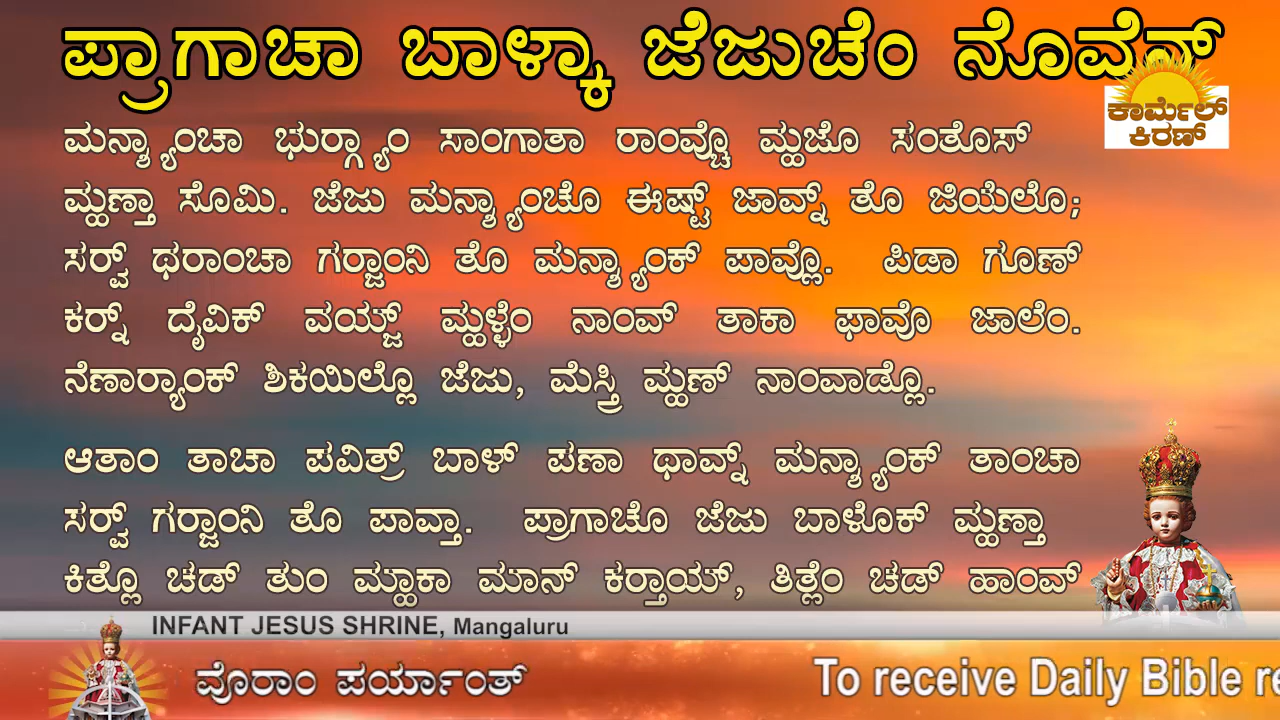 ಪ್ರಾಗಾಚಾ ಬಾಳ್ಕಾ ಜೆಜುಚೆಂ ನೊವೆನ್
ಕಾರ್ಮೆಲ್
ಕಿರಣ್
ಮನ್ಶ್ಯಾಂಚಾ ಭುರ್‍ಗ್ಯಾಂ ಸಾಂಗಾತಾ ರಾಂವ್ಚೊ ಮ್ಹಜೊ ಸಂತೊಸ್
ಮ್ಹಣ್ತಾ ಸೊಮಿ. ಜೆಜು ಮನ್ಶ್ಯಾಂಚೊ ಈಷ್ಟ್ ಜಾವ್ನ್ ತೊ ಜಿಯೆಲೊ;
ಸರ್‍ವ್ ಥರಾಂಚಾ ಗರ್‍ಜಾಂನಿ ತೊ ಮನ್ಶ್ಯಾಂಕ್ ಪಾವ್ಲೊ. ಪಿಡಾ ಗೂಣ್
ಕರ್‍ನ್ ದೈವಿಕ್ ವಯ್ಜ್ ಮ್ಹಳ್ಳೆಂ ನಾಂವ್ ತಾಕಾ ಫಾವೊ ಜಾಲೆಂ.
ನೆಣಾರ್‍ಯಾಂಕ್ ಶಿಕಯಿಲ್ಲೊ ಜೆಜು, ಮೆಸ್ತ್ರಿ ಮ್ಹಣ್ ನಾಂವಾಡ್ಲೊ.
ಆತಾಂ ತಾಚಾ ಪವಿತ್ರ್ ಬಾಳ್ ಪಣಾ ಥಾವ್ನ್ ಮನ್ಶ್ಯಾಂಕ್ ತಾಂಚಾ
ಸರ್‍ವ್ ಗರ್‍ಜಾಂನಿ ತೊ ಪಾವ್ತಾ. ಪ್ರಾಗಾಚೊ ಜೆಜು ಬಾಳೊಕ್ ಮ್ಹಣ್ತಾ
ಕಿತ್ಲೊ ಚಡ್ ತುಂ ಮ್ಹಾಕಾ ಮಾನ್ ಕರ್‍ತಾಯ್, ತಿತ್ಲೆಂ ಚಡ್ ಹಾಂವ್
INFANT JESUS SHRINE, Mangaluru
ವೊರಾಂ ಪರ್ಯಾಂತ್ To receive Daily Bible re